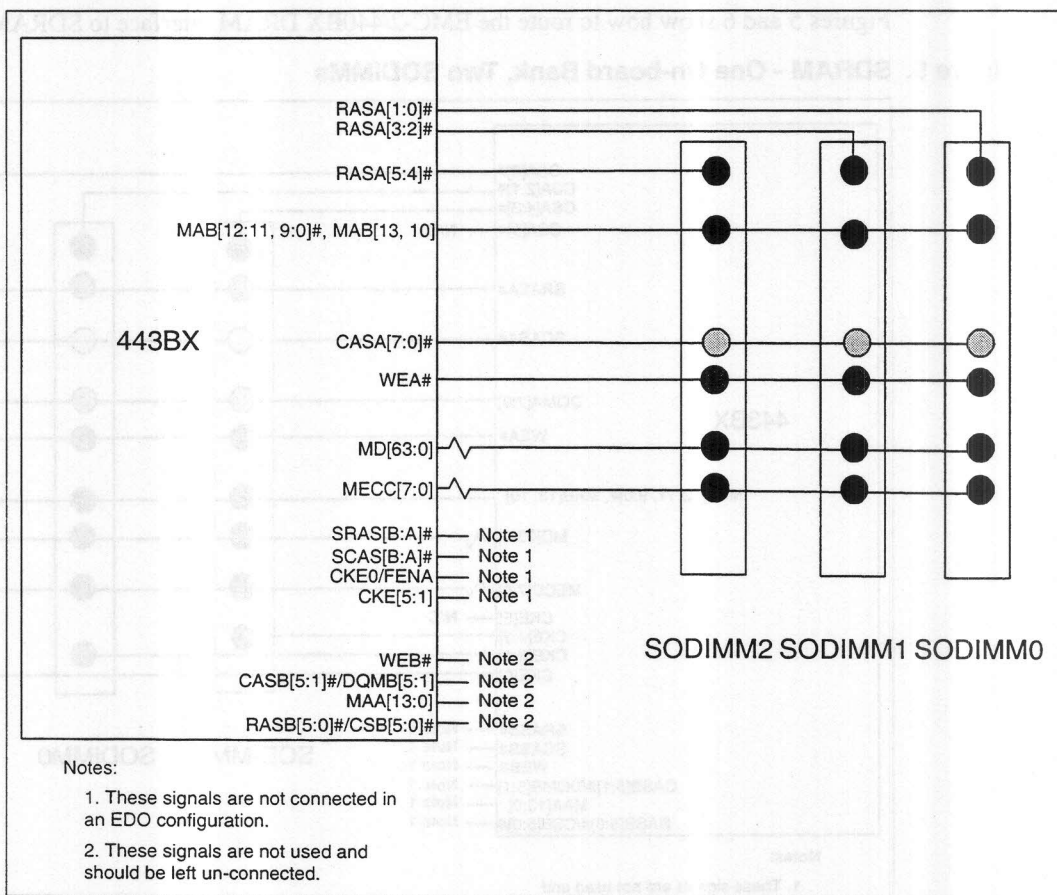 RASA[1:0]#
RASA[3:2]#
RASA[5:4]#
MAB[12:11, 9:0]#, MAB[13, 10]
443BX
CASA[7:0]#
WEA#
MD[63:0]
MECC[7:0]
SRAS[B:A]# Note 1
SCAS[B:A]# Note 1
CKE0/FENA Note 1
CKE[5:1] Note 1
SODIMM2 SODIMM1 SODIMM0
WEB# Note 2
CASB[5:1]#/DQMB[5:1] Note 2
MAA[13:0] Note 2
RASB[5:0]#/CSB[5:0]# Note 2
Notes:
1. These signals are not connected in
an EDO configuration.
2. These signals are not used and
should be left un-connected.